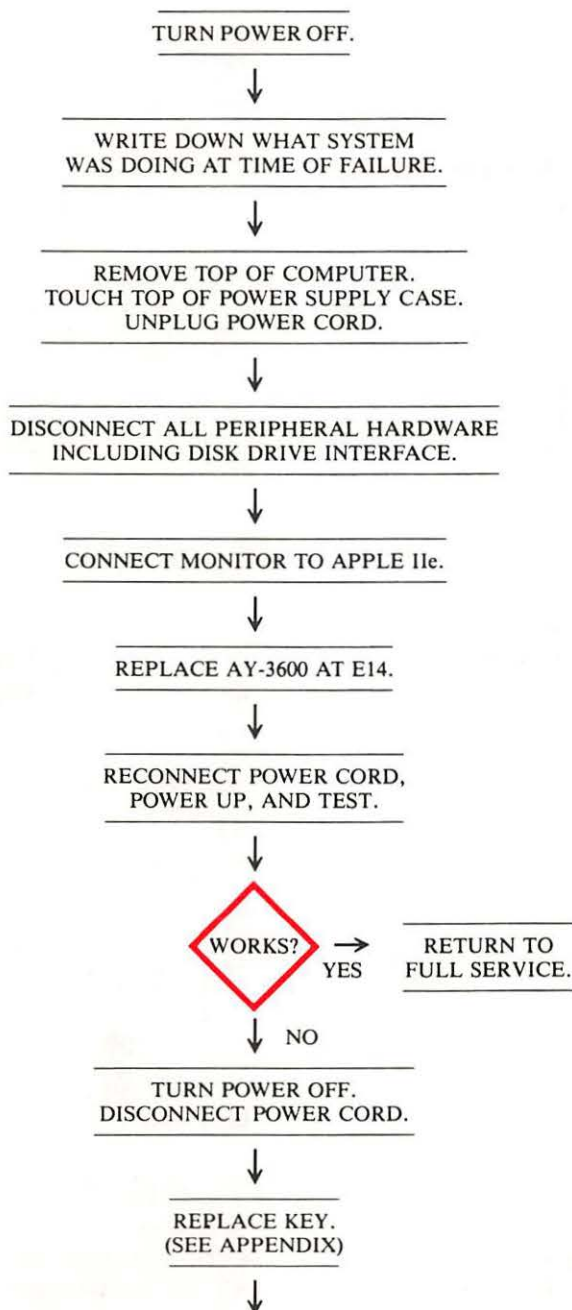 TURN POWER OFF.
WRITE DOWN WHAT SYSTEM
WAS DOING AT TIME OF FAILURE.
REMOVE TOP OF COMPUTER.
TOUCH TOP OF POWER SUPPLY CASE.
UNPLUG POWER CORD.
DISCONNECT ALL PERIPHERAL HARDWARE
INCLUDING DISK DRIVE INTERFACE.
CONNECT MONITOR TO APPLE IIe.
REPLACE AY-3600 AT E14.
RECONNECT POWER CORD,
POWER UP, AND TEST.
WORKS?
YES
RETURN TO
FULL SERVICE.
NO
TURN POWER OFF.
DISCONNECT POWER CORD.
REPLACE KEY.
(SEE APPENDIX)